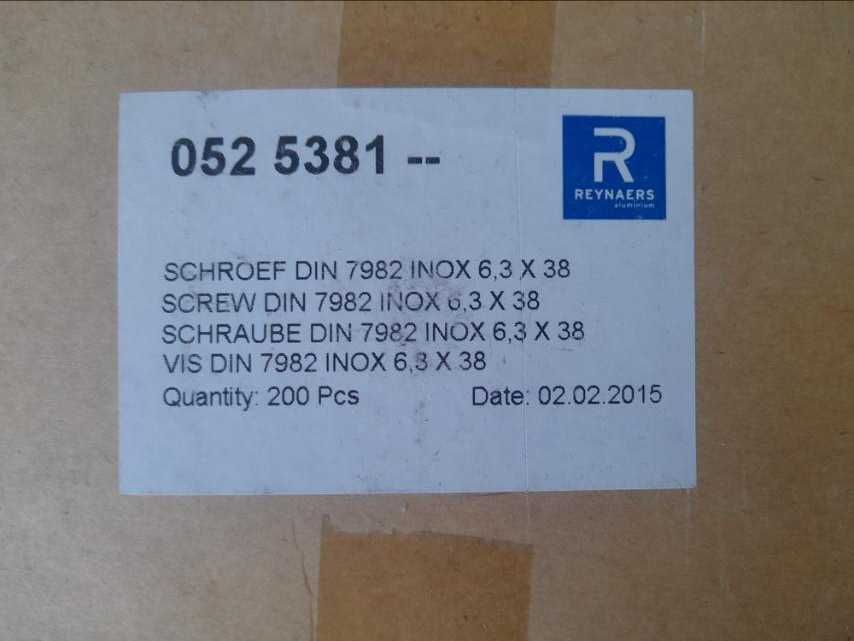 052 5381 --
R
REYNAERS
aluminium
SCHROEF DIN 7982 INOX 6,3 X 38
SCREW DIN 7982 INOX 6,3 X 38
SCHRAUBE DIN 7982 INOX 6,3 X 38
VIS DIN 7982 INOX 6,3 X 38
Quantity: 200 Pcs Date: 02.02.2015